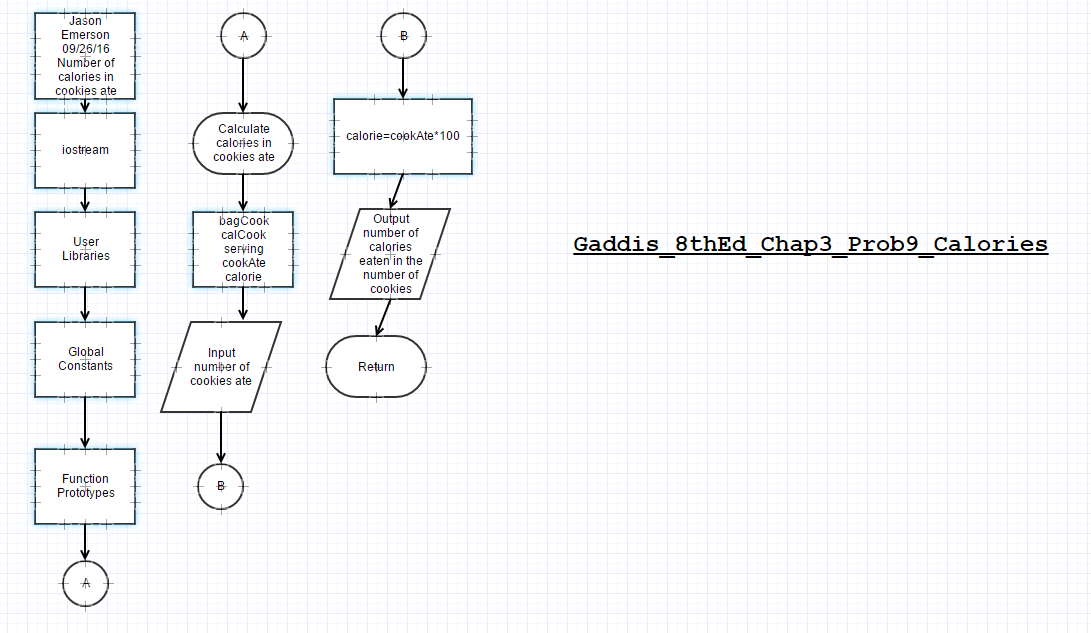 Jason
Emerson
09/26/16
Number of
calories in
cookies ate
iostream
User
Libraries
Global
Constants
Function
Prototypes
A
A
Calculate
calories in
cookies ate
bagCook
calCook
serving
cookAte
calorie
Input
number of
cookies ate
B
B
calorie=cookAte*100
Output
number of
calories
eaten in the
number of
cookies
Return
Gaddis_8thEd_Chap3_Prob9_Calories